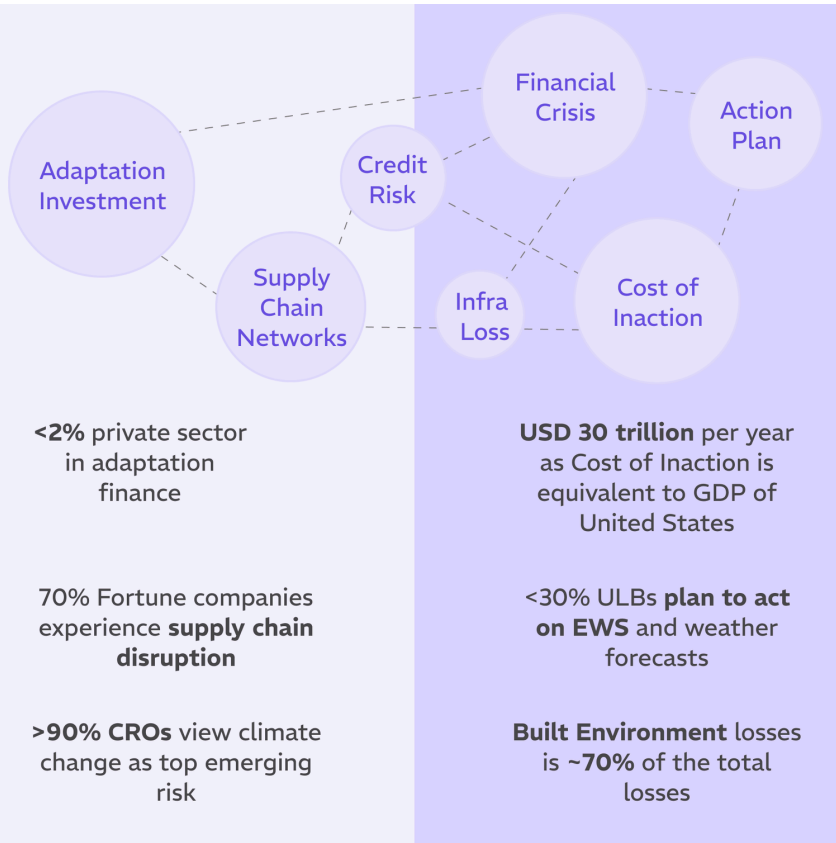 Financial
Crisis
Action
Plan
Adaptation
Investment
Credit
Risk
Supply
Chain
Networks
Infra
Loss
Cost of
Inaction
<2% private sector
in adaptation
finance
USD 30 trillion per year
as Cost of Inaction is
equivalent to GDP of
United States
70% Fortune companies
experience supply chain
disruption
<30% ULBs plan to act
on EWS and weather
forecasts
>90% CROs view climate
change as top emerging
risk
Built Environment losses
is ~70% of the total
losses